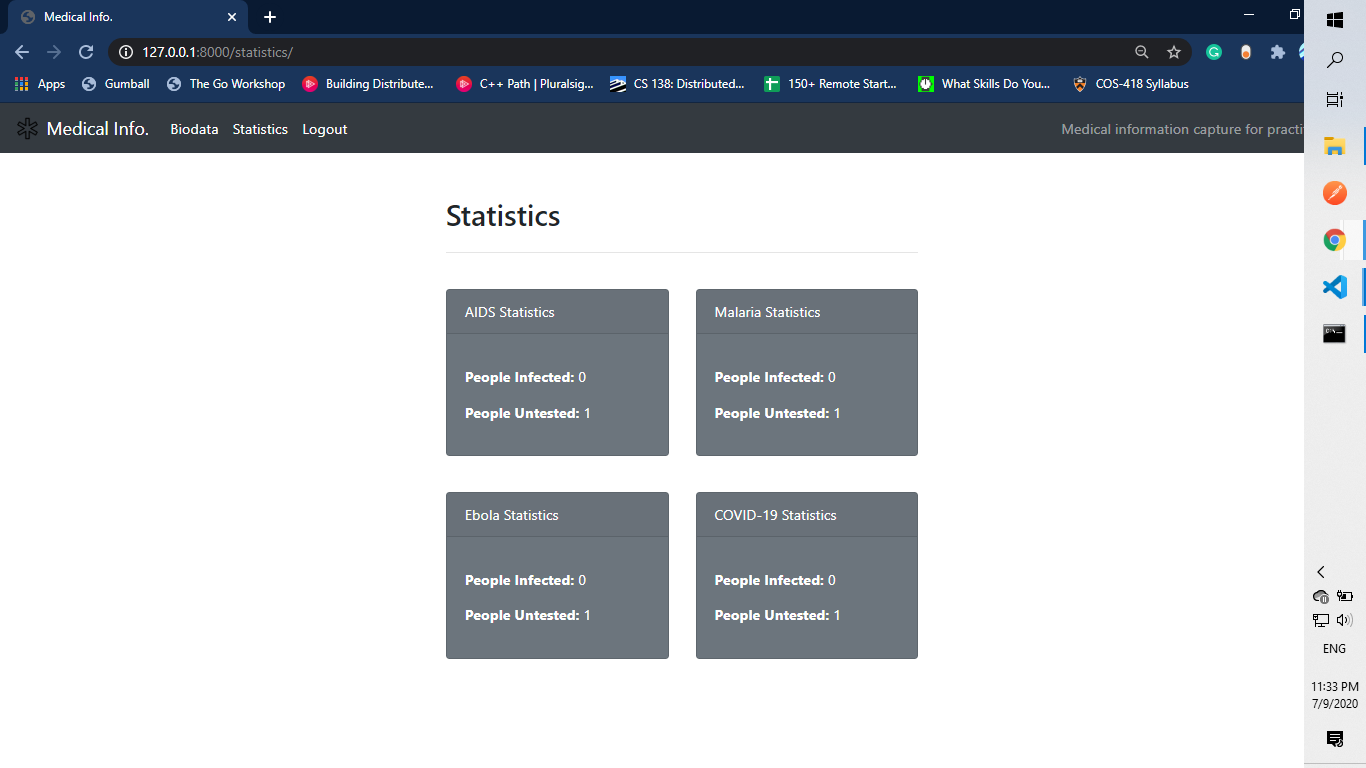 Medical Info.
127.0.0.1:8000/statistics/
Apps Gumball The Go Workshop Building Distribute... C++ Path | Pluralsig... CS 138: Distributed... 150+ Remote Start... What Skills Do You... COS-418 Syllabus
Medical Info. Biodata Statistics Logout Medical information capture for
Statistics
AIDS Statistics
People Infected: 0
People Untested: 1
Malaria Statistics
People Infected: 0
People Untested: 1
Ebola Statistics
People Infected: 0
People Untested: 1
COVID-19 Statistics
People Infected: 0
People Untested: 1
ENG
11:33 PM
7/9/2020